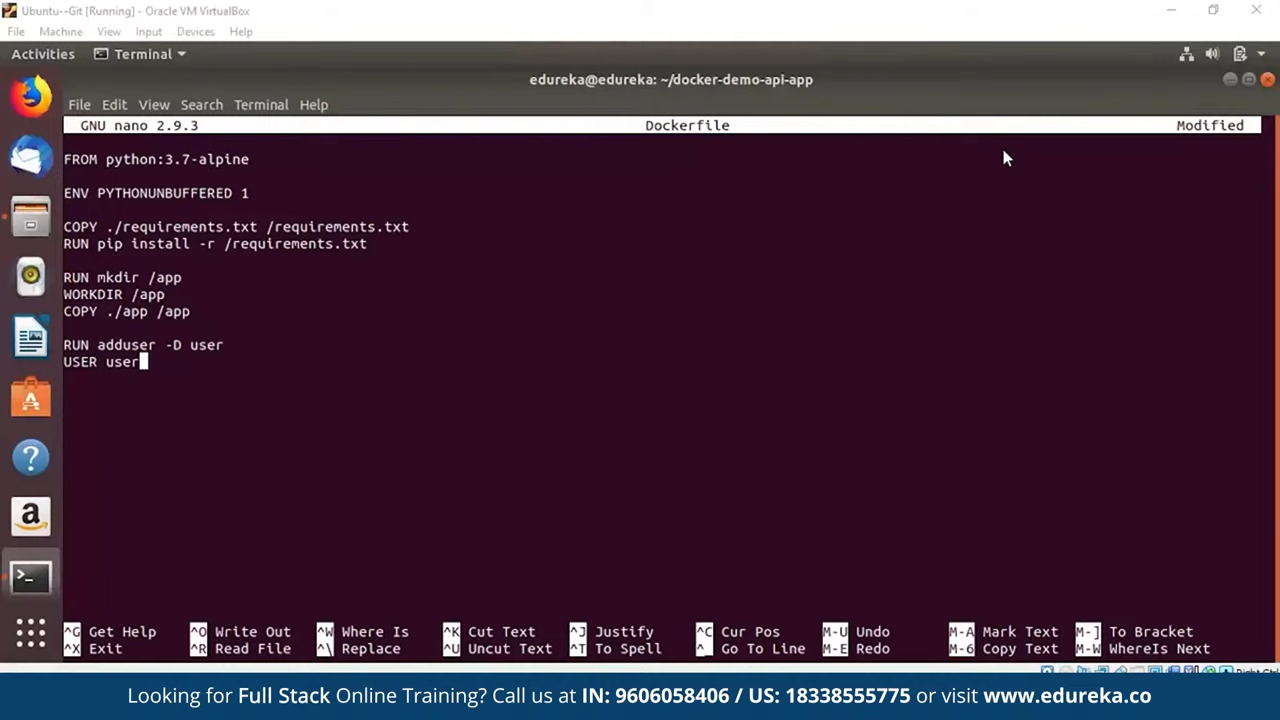 Ubuntu--Git [Running] - Oracle VM VirtualBox
File Machine View Input Devices Help
Activities Terminal
edureka@edureka: ~/docker-demo-api-app
File Edit View Search Terminal Help
GNU nano 2.9.3 Dockerfile Modified
FROM python:3.7-alpine
ENV PYTHONUNBUFFERED 1
COPY ./requirements.txt /requirements.txt
RUN pip install -r /requirements.txt
RUN mkdir /app
WORKDIR /app
COPY ./app /app
RUN adduser -D user
USER user
^G Get Help ^O Write Out ^W Where Is ^K Cut Text ^J Justify ^C Cur Pos M-U Undo M-A Mark Text M-] To Bracket
^X Exit ^R Read File ^\ Replace ^U Uncut Text ^T To Spell ^_ Go To Line M-E Redo M-6 Copy Text M-W WhereIs Next
Looking for Full Stack Online Training? Call us at IN: 9606058406 / US: 18338555775 or visit www.edureka.co